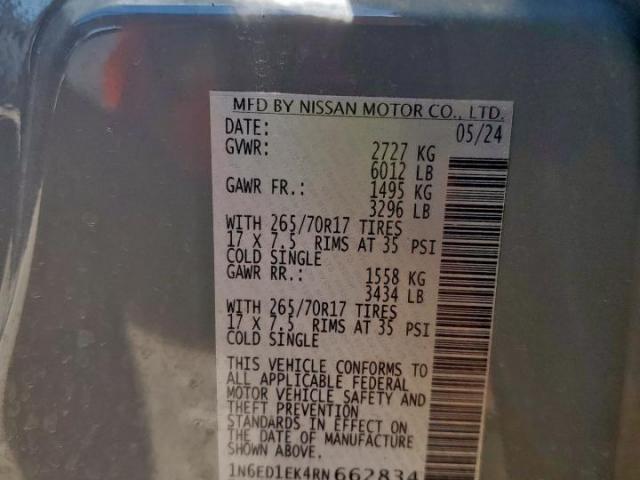 MFD BY NISSAN MOTOR CO., LTD.
DATE: 05/24
GVWR: 2727 KG
6012 LB
GAWR FR.: 1495 KG
3296 LB
WITH 265/70R17 TIRES
17 X 7.5 RIMS AT 35 PSI
COLD SINGLE
GAWR RR.: 1558 KG
3434 LB
WITH 265/70R17 TIRES
17 X 7.5 RIMS AT 35 PSI
COLD SINGLE
THIS VEHICLE CONFORMS TO
ALL APPLICABLE FEDERAL
MOTOR VEHICLE SAFETY AND
THEFT PREVENTION
STANDARDS IN EFFECT ON
THE DATE OF MANUFACTURE
SHOWN ABOVE.
1N6ED1EK4RN662834